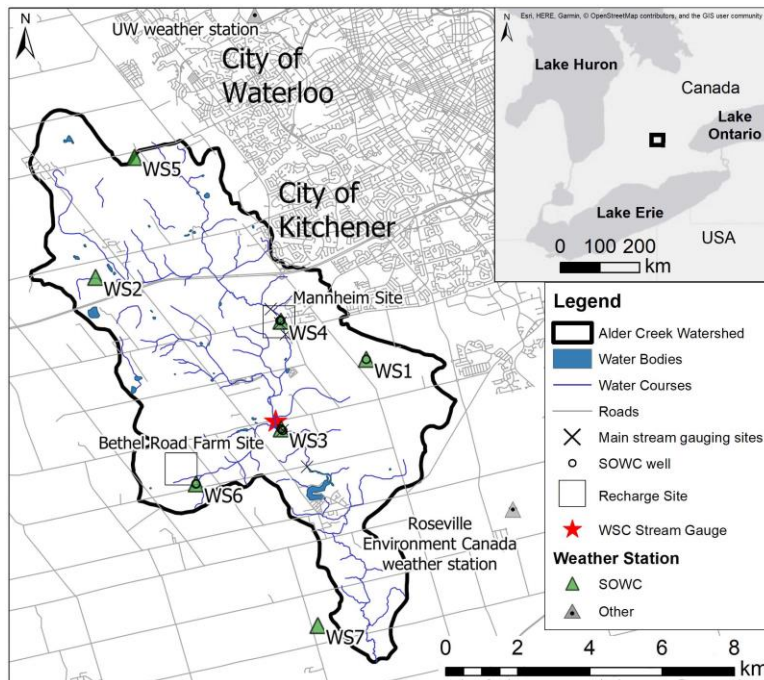 N
UW weather station
City of
Waterloo
WS5
City of
Kitchener
WS2
Mannheim Site
WS4
WS1
Bethel Road Farm Site
WS3
WS6
Roseville
Environment Canada
weather station
WS7
0 2 4 6 8
km
Esri, HERE, Garmin, © OpenStreetMap contributors, and the GIS user community
N
Lake Huron
Canada
Lake
Ontario
Lake Erie
USA
0 100 200
km
Legend
Alder Creek Watershed
Water Bodies
Water Courses
Roads
Main stream gauging sites
SOWC well
Recharge Site
WSC Stream Gauge
Weather Station
SOWC
Other